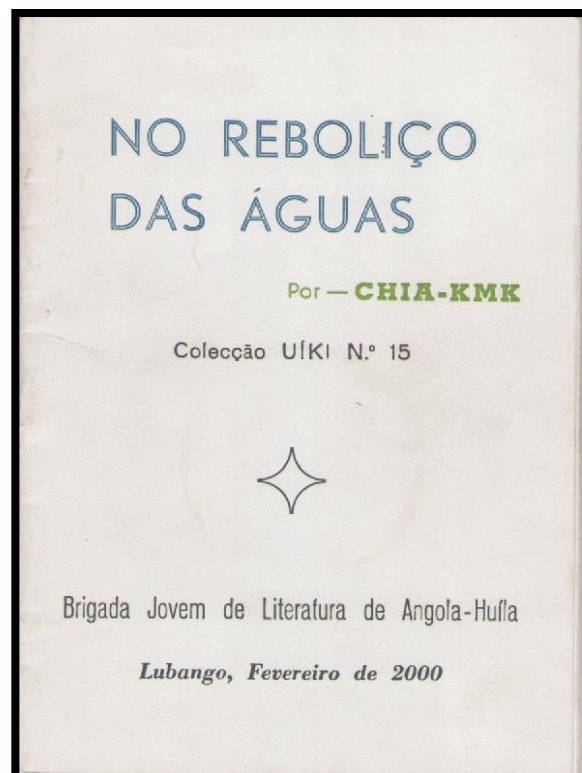 NO REBOLIÇO
DAS ÁGUAS
Por — CHIA-KMK
Colecção UÍKI N.º 15
Brigada Jovem de Literatura de Angola-Huíla
Lubango, Fevereiro de 2000